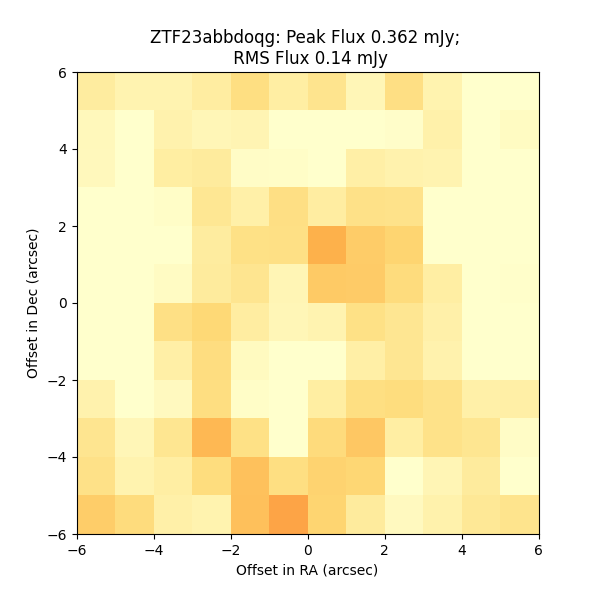 ZTF23abbdoqg: Peak Flux 0.362 mJy;
RMS Flux 0.14 mJy
6
4
2
0
−2
−4
−6
Offset in Dec (arcsec)
−6 −4 −2 0 2 4 6
Offset in RA (arcsec)